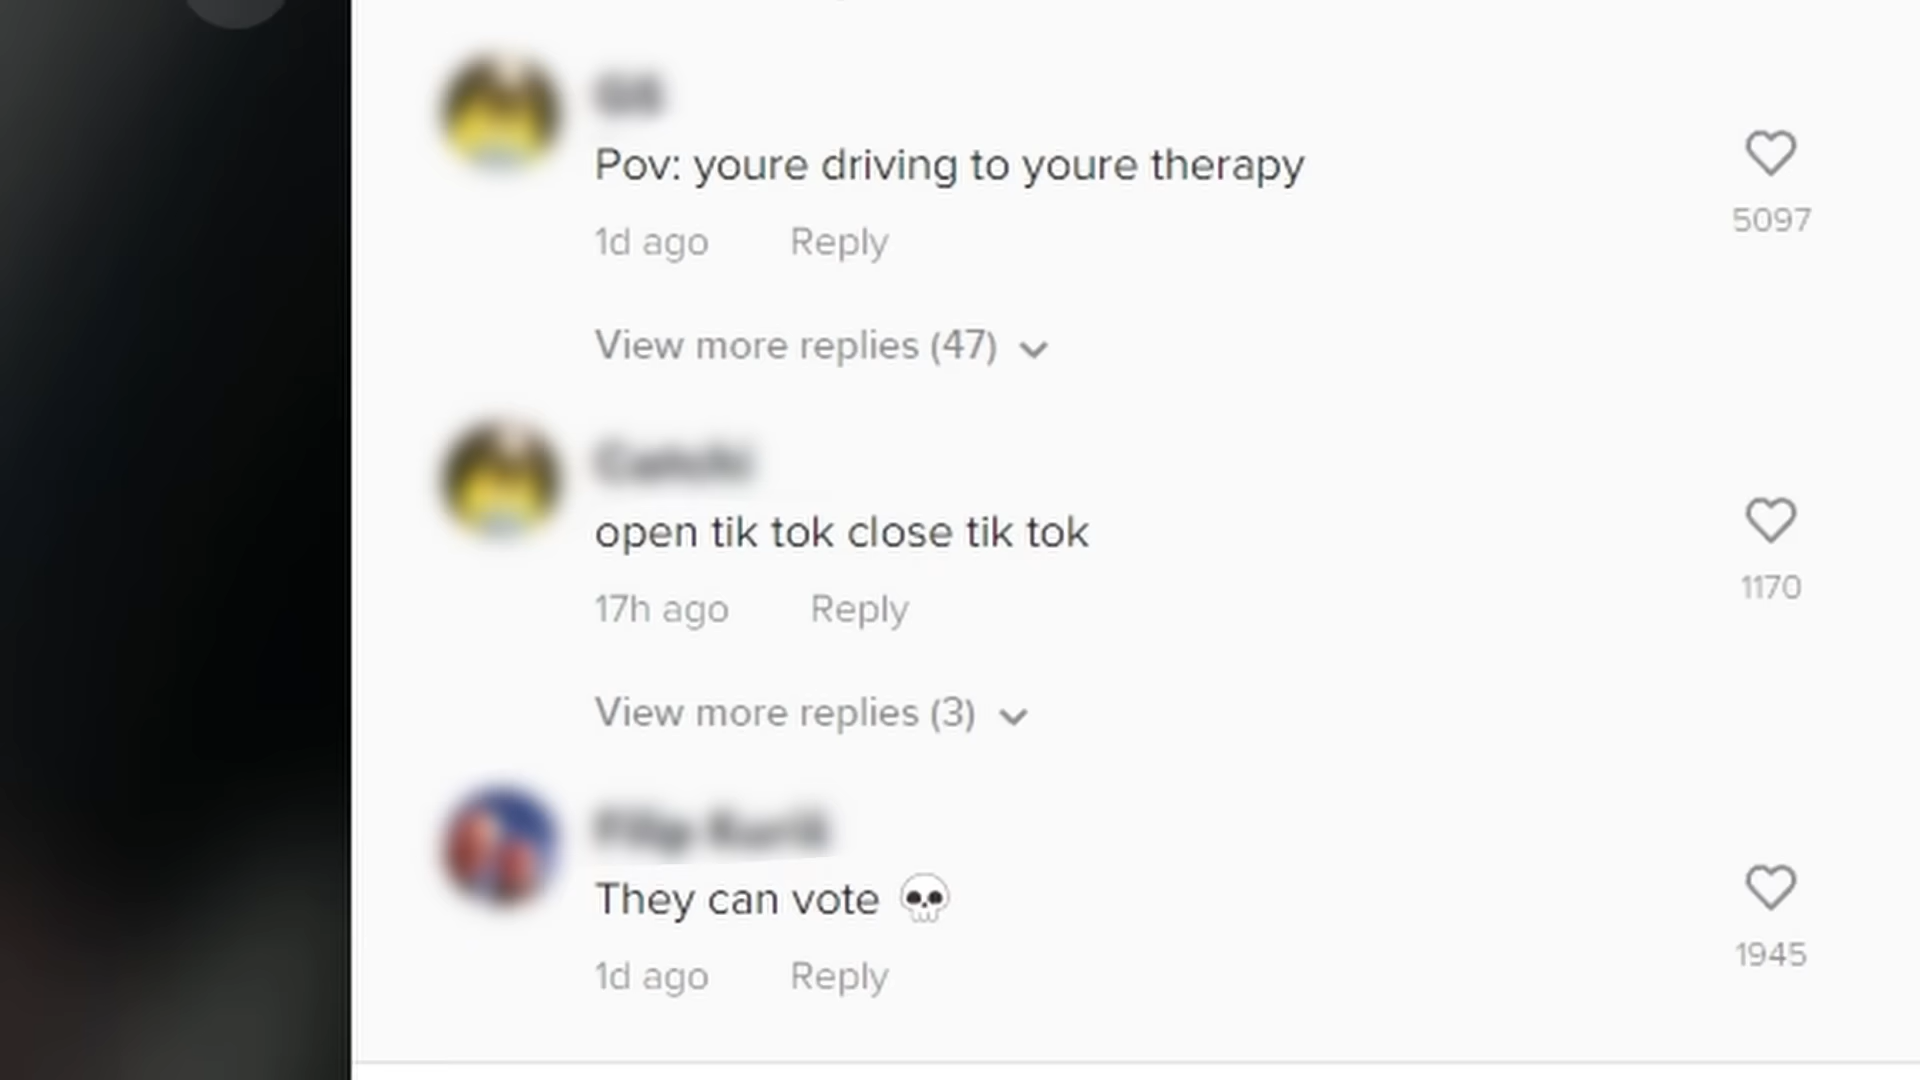 Pov: youre driving to youre therapy
5097
1d ago Reply
View more replies (47)
open tik tok close tik tok
1170
17h ago Reply
View more replies (3)
They can vote 💀
1945
1d ago Reply